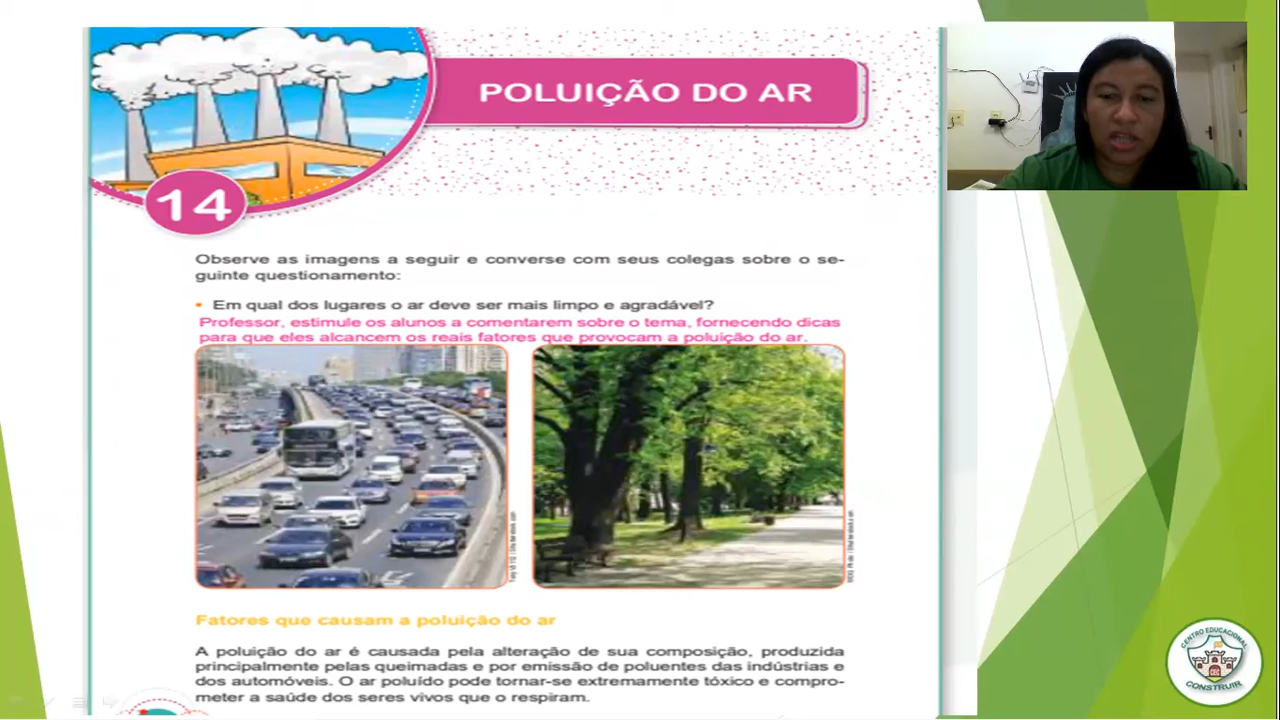 POLUIÇÃO DO AR
14
Observe as imagens a seguir e converse com seus colegas sobre o se-
guinte questionamento:
• Em qual dos lugares o ar deve ser mais limpo e agradável?
Professor, estimule os alunos a comentarem sobre o tema, fornecendo dicas
para que eles alcancem os reais fatores que provocam a poluição do ar.
Fatores que causam a poluição do ar
A poluição do ar é causada pela alteração de sua composição, produzida
principalmente pelas queimadas e por emissão de poluentes das indústrias e
dos automóveis. O ar poluído pode tornar-se extremamente tóxico e compro-
meter a saúde dos seres vivos que o respiram.
CENTRO EDUCACIONAL
CONSTRUIR